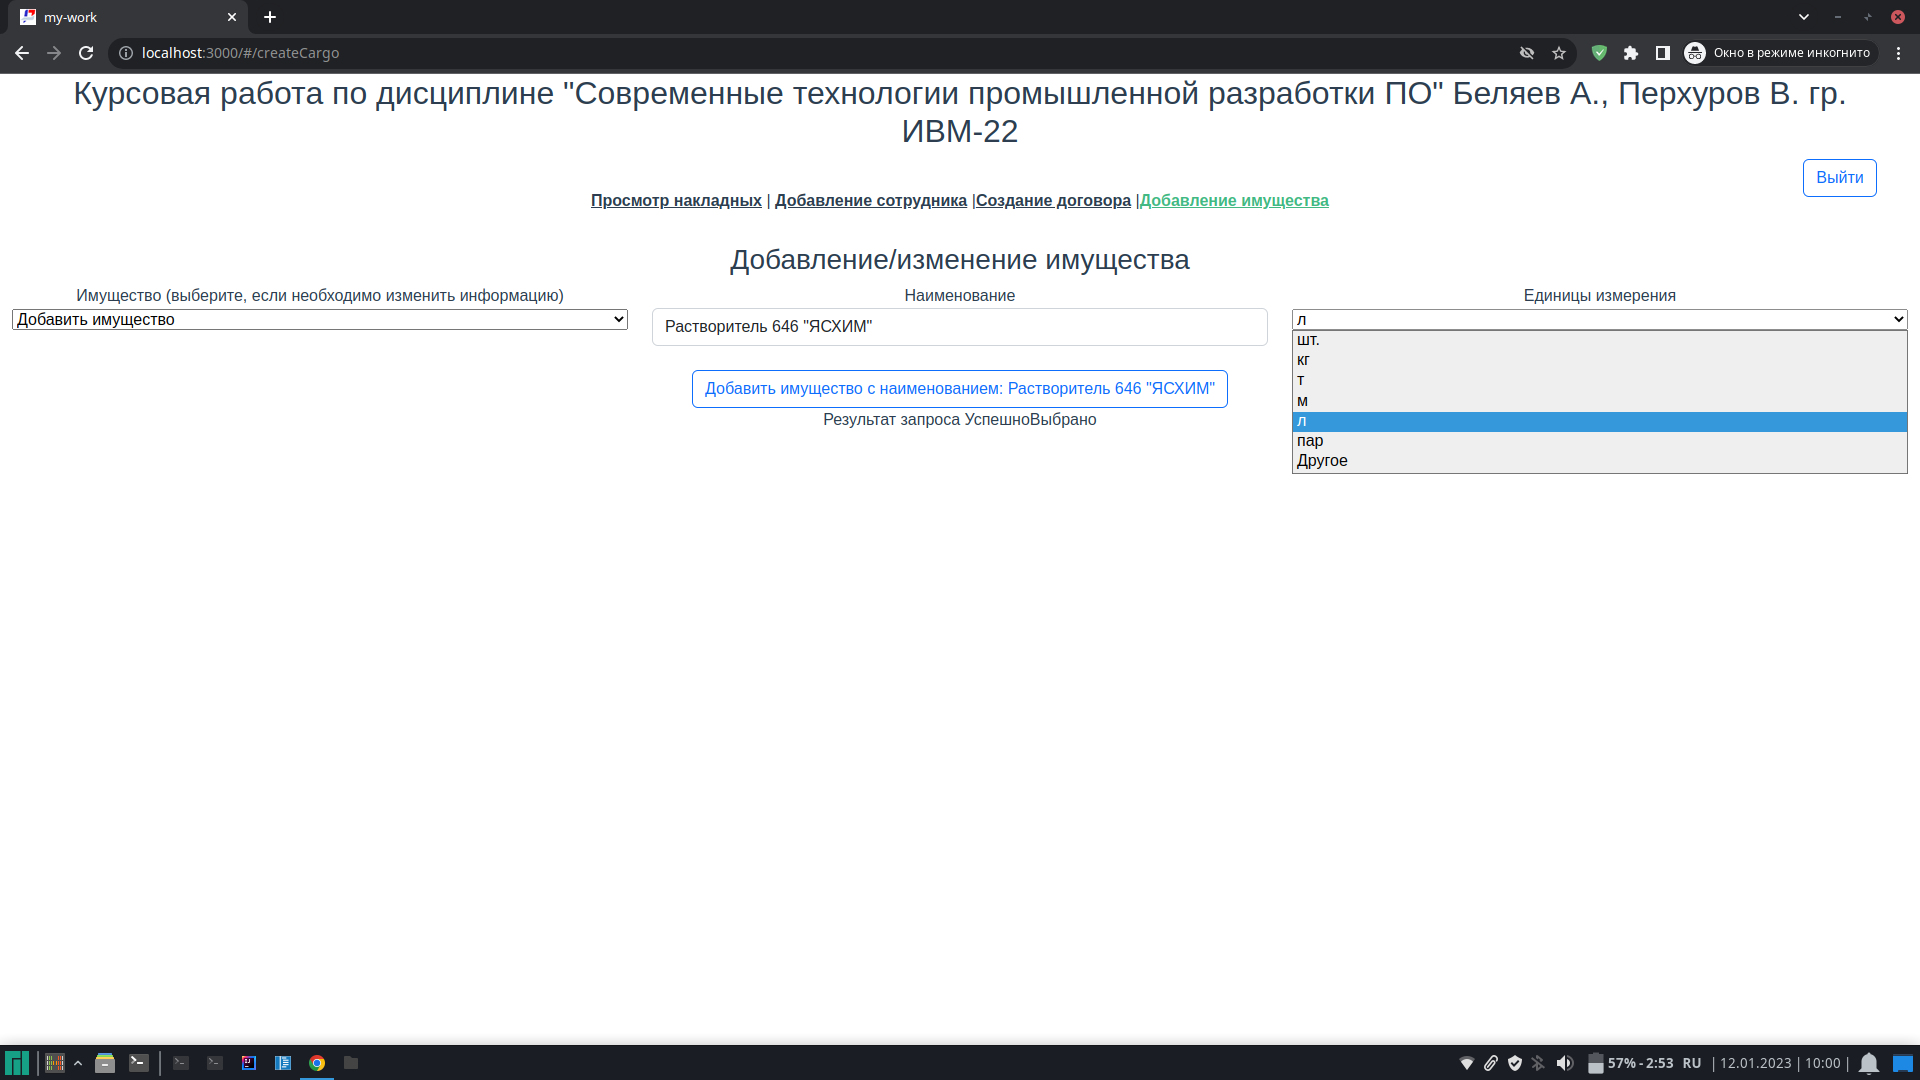 my-work
localhost:3000/#/createCargo
Окно в режиме инкогнито
Курсовая работа по дисциплине "Современные технологии промышленной разработки ПО" Беляев А., Перхуров В. гр.
ИВМ-22
Выйти
Просмотр накладных | Добавление сотрудника |Создание договора |Добавление имущества
Добавление/изменение имущества
Имущество (выберите, если необходимо изменить информацию)
Добавить имущество
Наименование
Растворитель 646 "ЯСХИМ"
Добавить имущество с наименованием: Растворитель 646 "ЯСХИМ"
Результат запроса УспешноВыбрано
Единицы измерения
л
шт.
кг
т
м
л
пар
Другое
57% - 2:53 RU | 12.01.2023 | 10:00 |